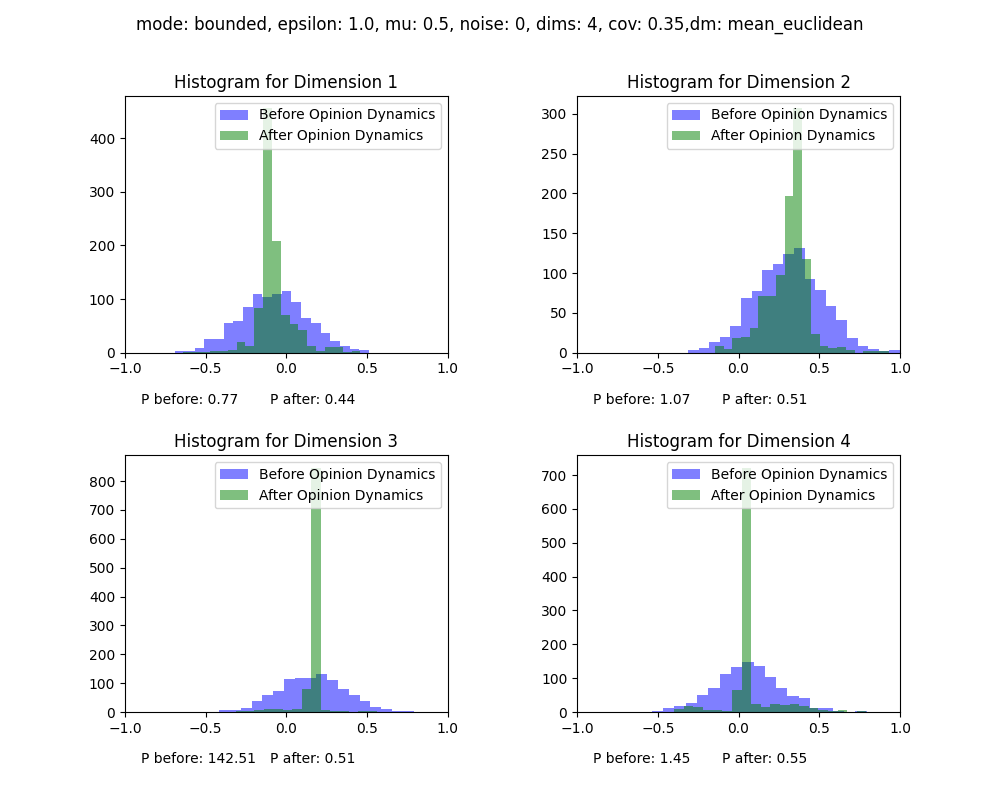 mode: bounded, epsilon: 1.0, mu: 0.5, noise: 0, dims: 4, cov: 0.35,dm: mean_euclidean
Histogram for Dimension 1
Before Opinion Dynamics
After Opinion Dynamics
400
300
200
100
0
−1.0 −0.5 0.0 0.5 1.0
P before: 0.77 P after: 0.44
Histogram for Dimension 2
Before Opinion Dynamics
After Opinion Dynamics
300
250
200
150
100
50
0
−1.0 −0.5 0.0 0.5 1.0
P before: 1.07 P after: 0.51
Histogram for Dimension 3
Before Opinion Dynamics
After Opinion Dynamics
800
700
600
500
400
300
200
100
0
−1.0 −0.5 0.0 0.5 1.0
P before: 142.51 P after: 0.51
Histogram for Dimension 4
Before Opinion Dynamics
After Opinion Dynamics
700
600
500
400
300
200
100
0
−1.0 −0.5 0.0 0.5 1.0
P before: 1.45 P after: 0.55